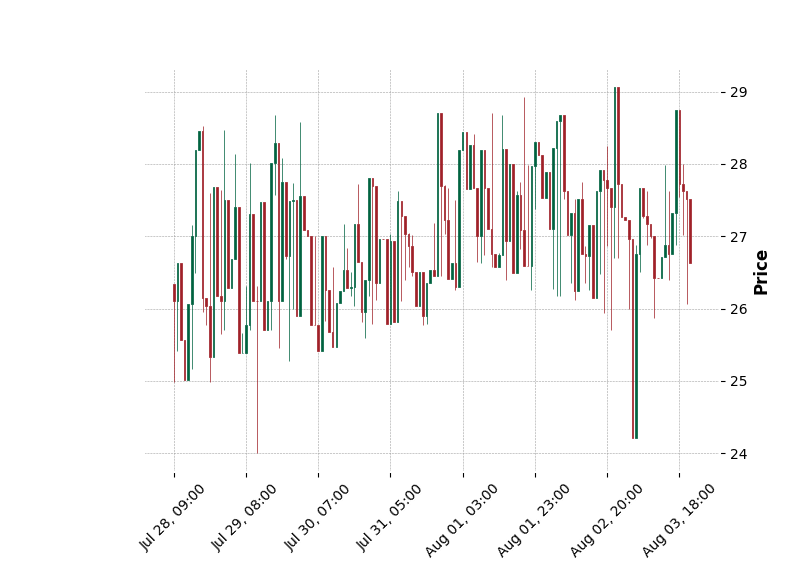 29
28
27
26
25
24
Price
Jul 28, 09:00
Jul 29, 08:00
Jul 30, 07:00
Jul 31, 05:00
Aug 01, 03:00
Aug 01, 23:00
Aug 02, 20:00
Aug 03, 18:00